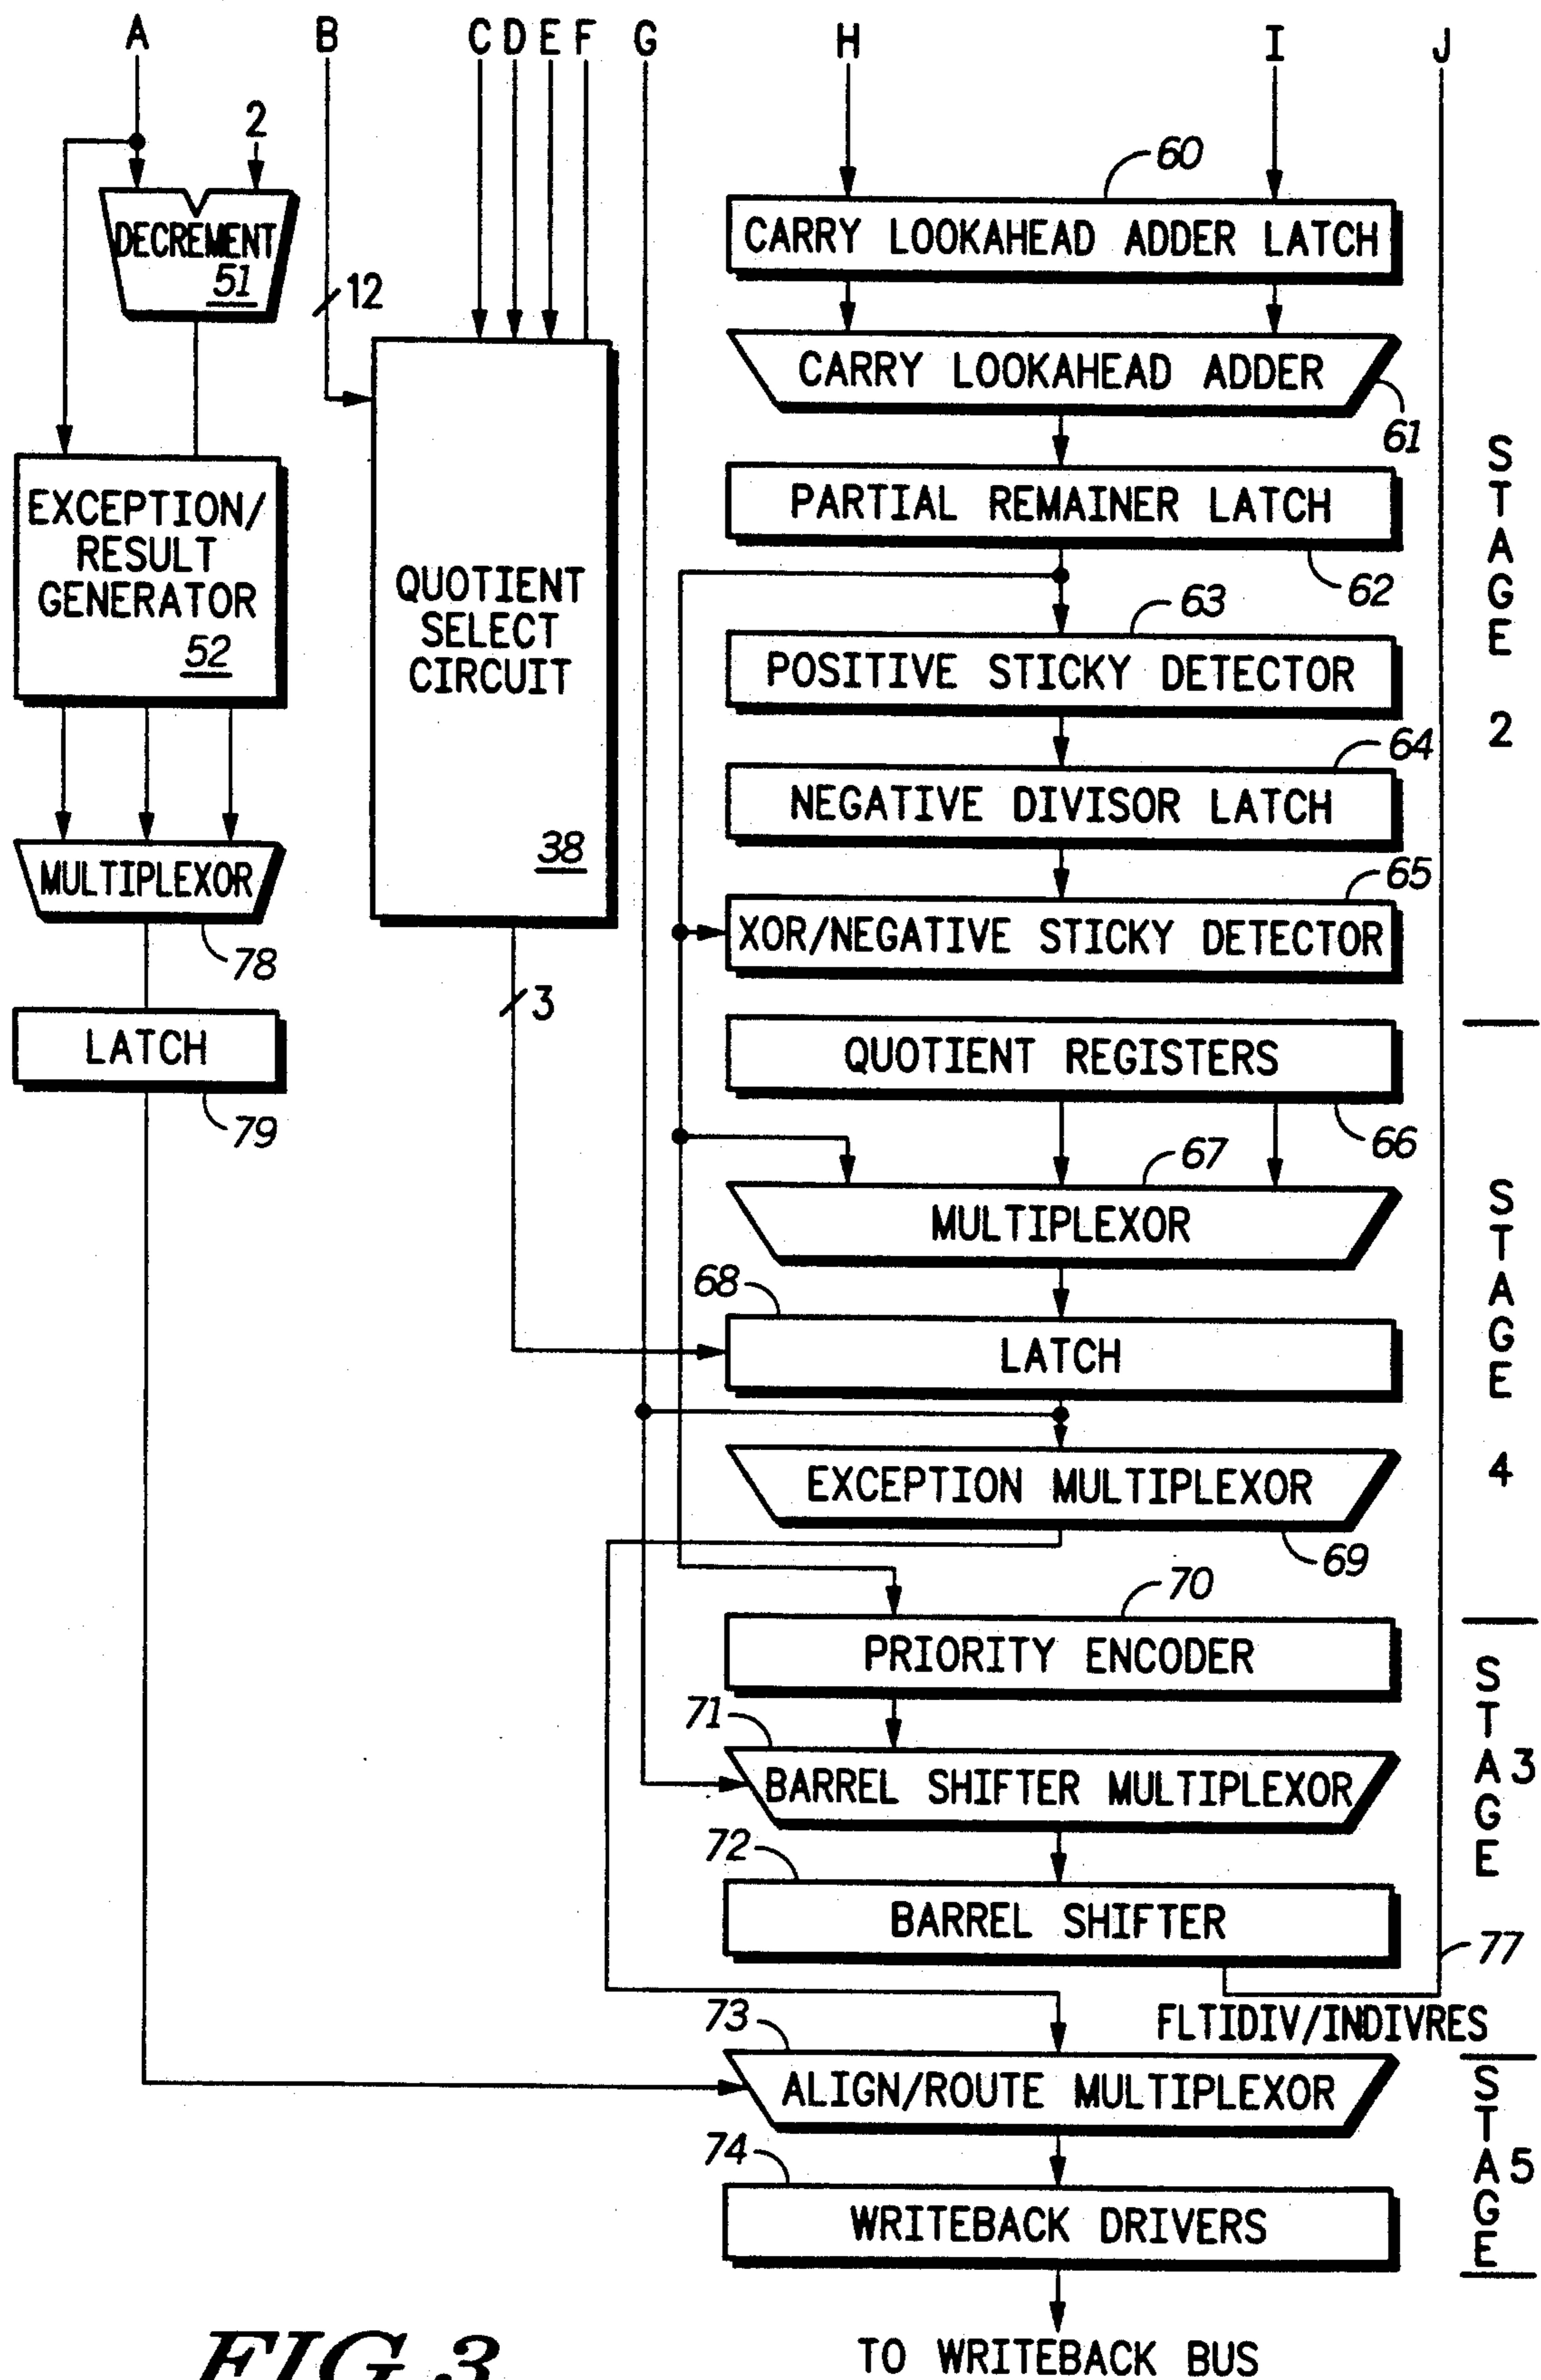 A B C D E F G H I J
2
DECREMENT
51
12
60
CARRY LOOKAHEAD ADDER LATCH
CARRY LOOKAHEAD ADDER
61
EXCEPTION/
RESULT
GENERATOR
52
QUOTIENT
SELECT
CIRCUIT
38
PARTIAL REMAINER LATCH
62
63
POSITIVE STICKY DETECTOR
64
NEGATIVE DIVISOR LATCH
65
XOR/NEGATIVE STICKY DETECTOR
STAGE 2
MULTIPLEXOR
78
LATCH
79
3
QUOTIENT REGISTERS
66
67
MULTIPLEXOR
68
LATCH
EXCEPTION MULTIPLEXOR
69
STAGE 4
70
PRIORITY ENCODER
71
BARREL SHIFTER MULTIPLEXOR
72
BARREL SHIFTER
STAGE 3
77
FLTIDIV/INDIVRES
73
ALIGN/ROUTE MULTIPLEXOR
74
WRITEBACK DRIVERS
STAGE 5
TO WRITEBACK BUS
FIG.3